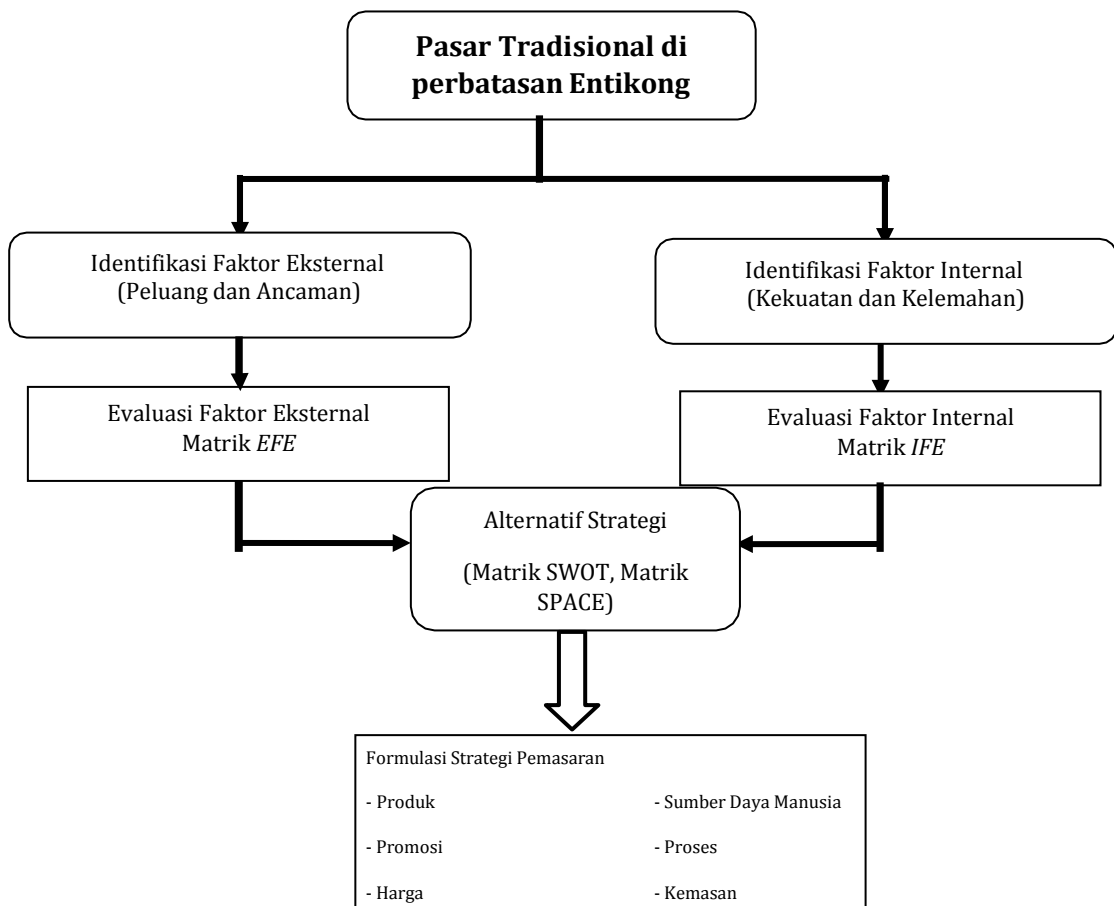 Pasar Tradisional di
perbatasan Entikong
Identifikasi Faktor Eksternal
(Peluang dan Ancaman)
Identifikasi Faktor Internal
(Kekuatan dan Kelemahan)
Evaluasi Faktor Eksternal
Matrik EFE
Evaluasi Faktor Internal
Matrik IFE
Alternatif Strategi
(Matrik SWOT, Matrik
SPACE)
Formulasi Strategi Pemasaran
- Produk
- Sumber Daya Manusia
- Promosi
- Proses
- Harga
- Kemasan